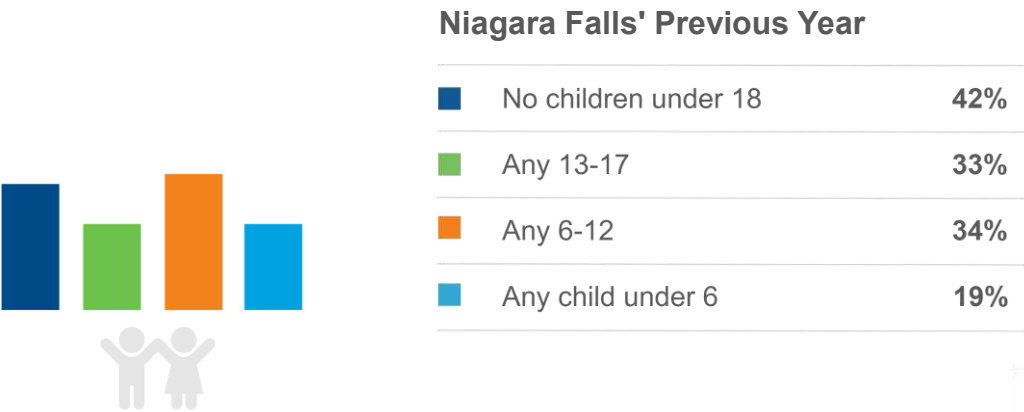 Niagara Falls' Previous Year
No children under 18 42%
Any 13-17 33%
Any 6-12 34%
Any child under 6 19%